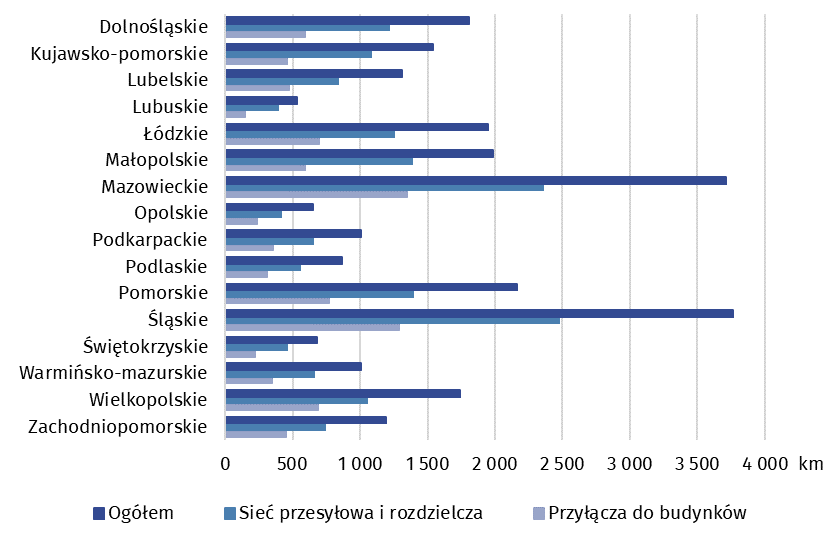 Dolnośląskie
Kujawsko-pomorskie
Lubelskie
Lubuskie
Łódzkie
Małopolskie
Mazowieckie
Opolskie
Podkarpackie
Podlaskie
Pomorskie
Śląskie
Świętokrzyskie
Warmińsko-mazurskie
Wielkopolskie
Zachodniopomorskie
0 500 1 000 1 500 2 000 2 500 3 000 3 500 4 000 km
Ogółem Sieć przesyłowa i rozdzielcza Przyłącza do budynków